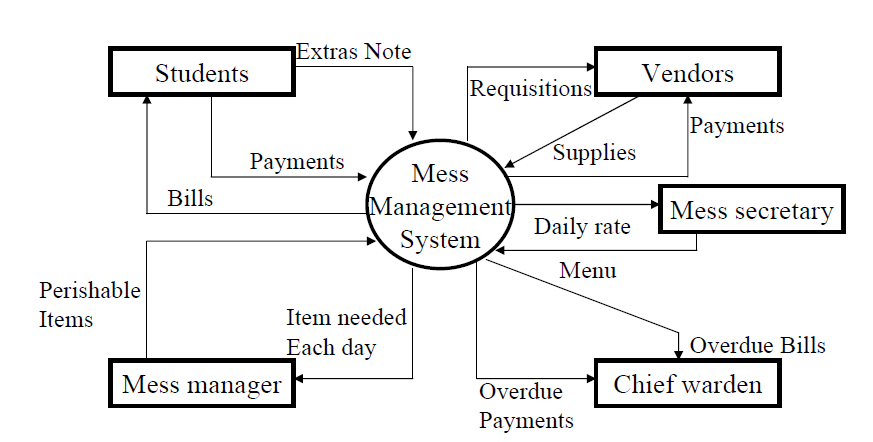 Extras Note
Students
Vendors
Requisitions
Payments
Supplies
Payments
Mess
Management
System
Bills
Mess secretary
Daily rate
Menu
Perishable
Items
Item needed
Each day
Overdue Bills
Mess manager
Chief warden
Overdue
Payments